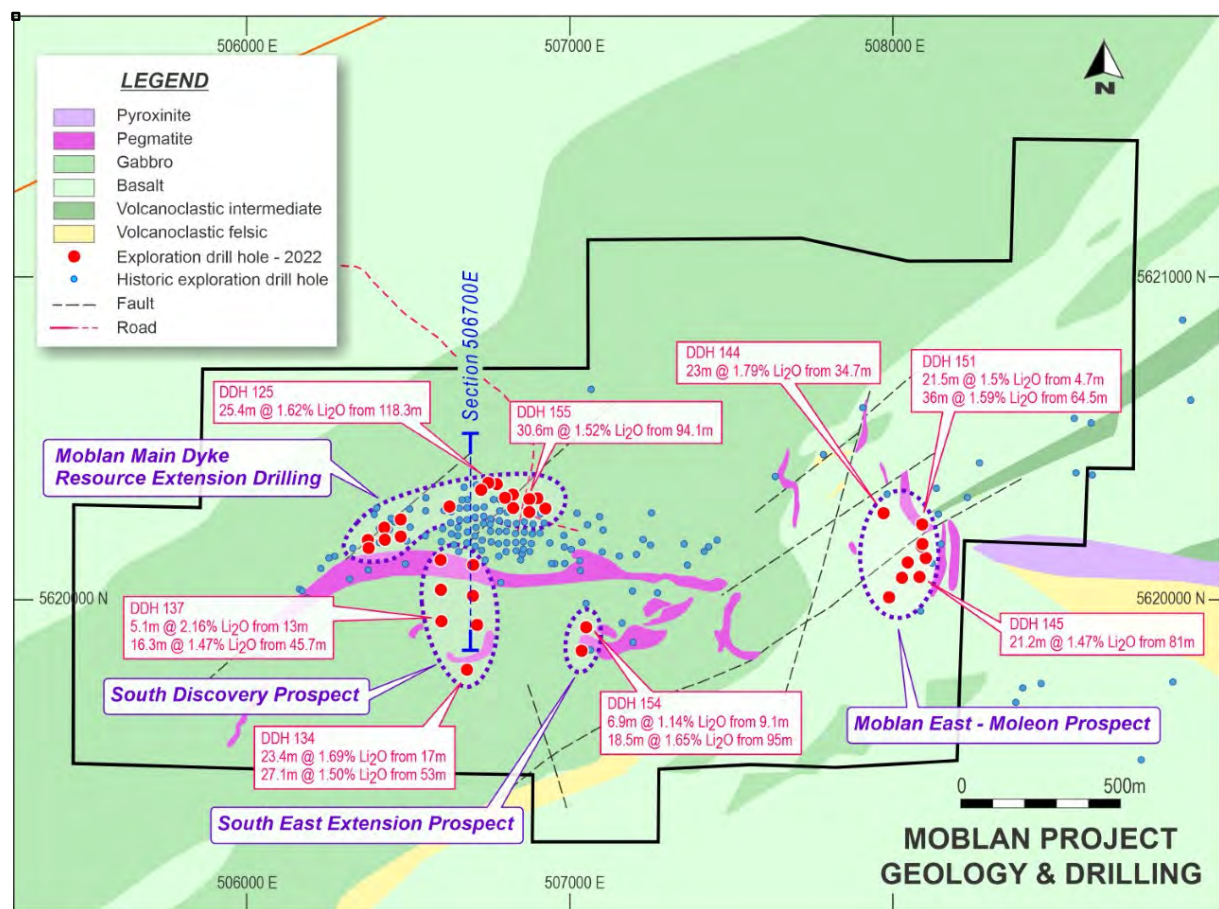 506000 E
507000 E
508000 E
LEGEND
Pyroxinite
Pegmatite
Gabbro
Basalt
Volcanoclastic intermediate
Volcanoclastic felsic
Exploration drill hole - 2022
Historic exploration drill hole
Fault
Road
N
5621000 N
Section 506700E
DDH 125
25.4m @ 1.62% Li2O from 118.3m
DDH 155
30.6m @ 1.52% Li2O from 94.1m
DDH 144
23m @ 1.79% Li2O from 34.7m
DDH 151
21.5m @ 1.5% Li2O from 4.7m
36m @ 1.59% Li2O from 64.5m
Moblan Main Dyke
Resource Extension Drilling
5620000 N
5620000 N
DDH 137
5.1m @ 2.16% Li2O from 13m
16.3m @ 1.47% Li2O from 45.7m
DDH 145
21.2m @ 1.47% Li2O from 81m
South Discovery Prospect
DDH 154
6.9m @ 1.14% Li2O from 9.1m
18.5m @ 1.65% Li2O from 95m
Moblan East - Moleon Prospect
DDH 134
23.4m @ 1.69% Li2O from 17m
27.1m @ 1.50% Li2O from 53m
South East Extension Prospect
0 500m
MOBLAN PROJECT
GEOLOGY & DRILLING
506000 E
507000 E